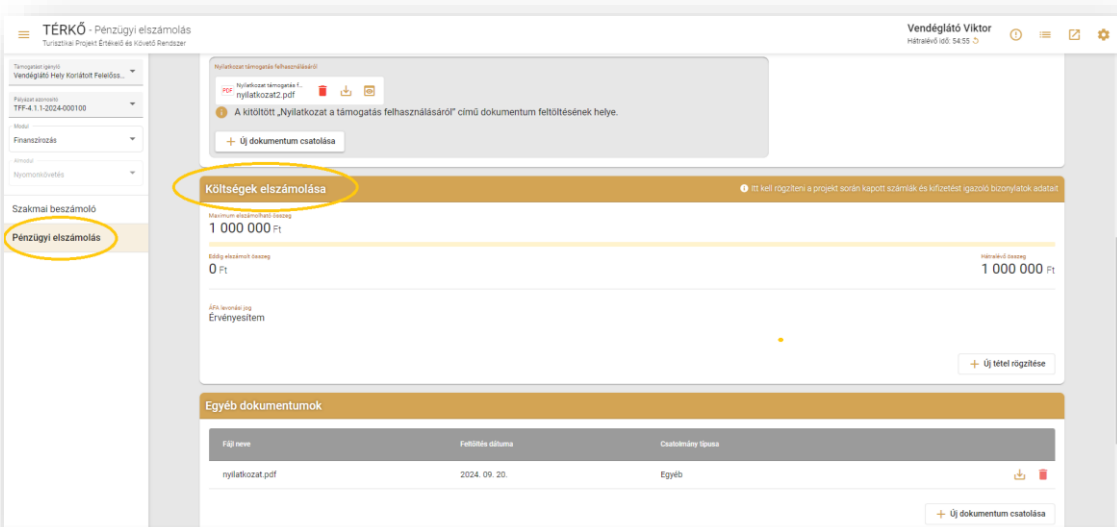 TÉRKŐ - Pénzügyi elszámolás
Turisztikai Projekt Értékelő és Követő Rendszer
Vendéglátó Viktor
Hátralévő idő: 54:55
Támogatást igénylő
Vendéglátó Hely Korlátolt Felelőss...
Pályázat azonosító
TFF-4.1.1-2024-000100
Modul
Finanszírozás
Almodul
Nyomonkövetés
Szakmai beszámoló
Pénzügyi elszámolás
Nyilatkozat támogatás felhasználásáról
PDF
Nyilatkozat támogatás f...
nyilatkozat2.pdf
A kitöltött „Nyilatkozat a támogatás felhasználásáról” című dokumentum feltöltésének helye.
+ Új dokumentum csatolása
Költségek elszámolása
Itt kell rögzíteni a projekt során kapott számlák és kifizetést igazoló bizonylatok adatait
Maximum elszámolható összeg
1 000 000 Ft
Eddig elszámolt összeg
0 Ft
Hátralévő összeg
1 000 000 Ft
ÁFA levonási jog
Érvényesítem
+ Új tétel rögzítése
Egyéb dokumentumok
Fájl neve Feltöltés dátuma Csatolmány típusa
nyilatkozat.pdf 2024. 09. 20. Egyéb
+ Új dokumentum csatolása